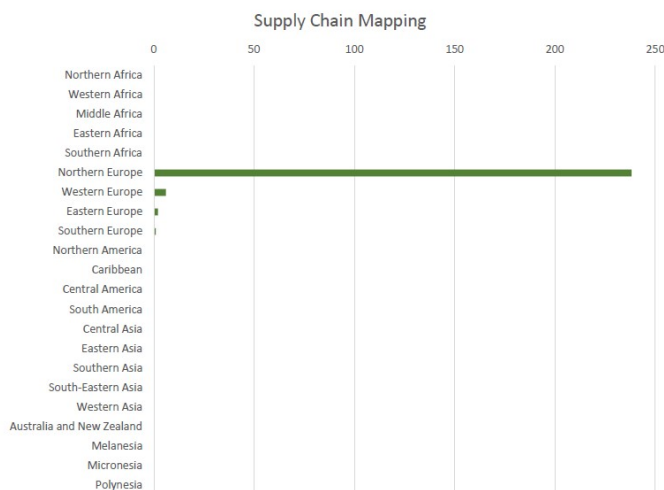 Supply Chain Mapping
0 50 100 150 200 250
Northern Africa
Western Africa
Middle Africa
Eastern Africa
Southern Africa
Northern Europe
Western Europe
Eastern Europe
Southern Europe
Northern America
Caribbean
Central America
South America
Central Asia
Eastern Asia
Southern Asia
South-Eastern Asia
Western Asia
Australia and New Zealand
Melanesia
Micronesia
Polynesia